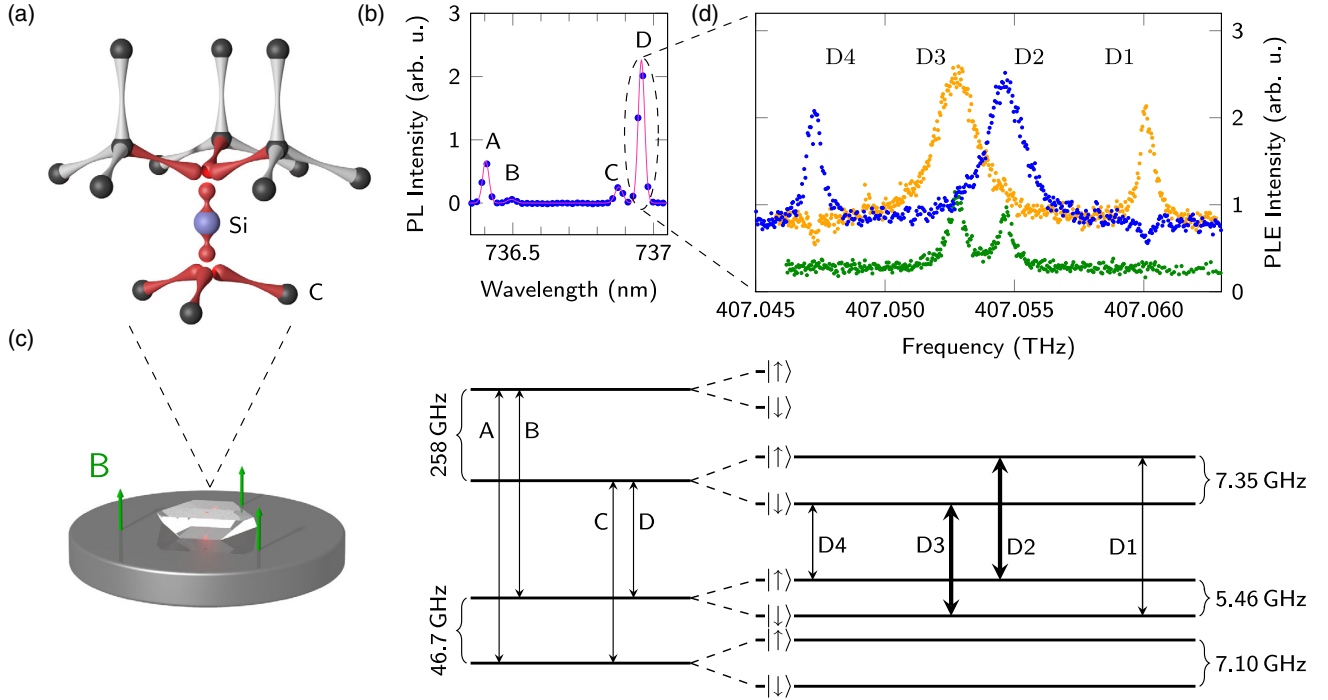 (a)
Si
C
(b)
PL Intensity (arb. u.)
3
2
1
0
A
B
C
D
736.5
737
Wavelength (nm)
(d)
D4
D3
D2
D1
3
2
1
0
PLE Intensity (arb. u.)
407.045
407.050
407.055
407.060
Frequency (THz)
(c)
B
258 GHz
46.7 GHz
A
B
C
D
|↑⟩
|↓⟩
|↑⟩
|↓⟩
|↑⟩
|↓⟩
|↑⟩
|↓⟩
D4
D3
D2
D1
7.35 GHz
5.46 GHz
7.10 GHz